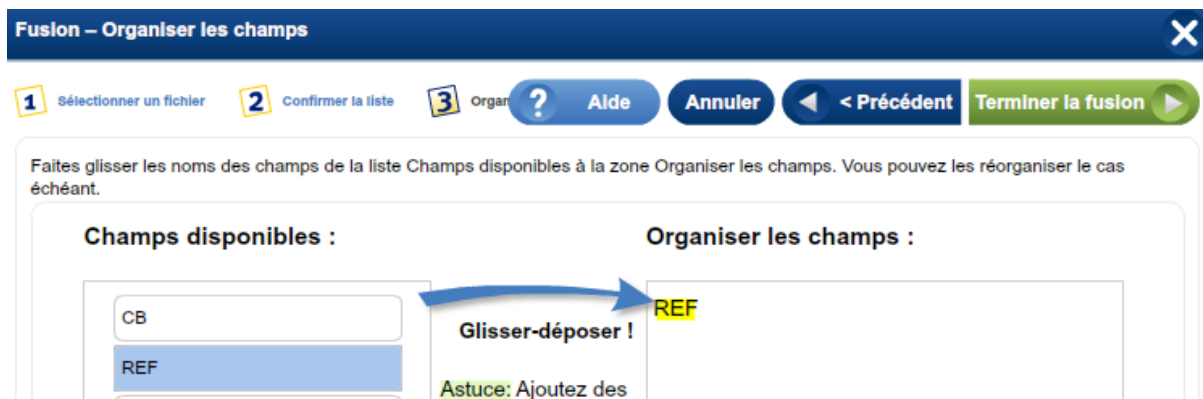 Fusion – Organiser les champs
1 Sélectionner un fichier 2 Confirmer la liste 3 Organ ? Aide Annuler < Précédent Terminer la fusion
Faites glisser les noms des champs de la liste Champs disponibles à la zone Organiser les champs. Vous pouvez les réorganiser le cas
échéant.
Champs disponibles : Organiser les champs :
CB
REF
Glisser-déposer !
REF
Astuce: Ajoutez des